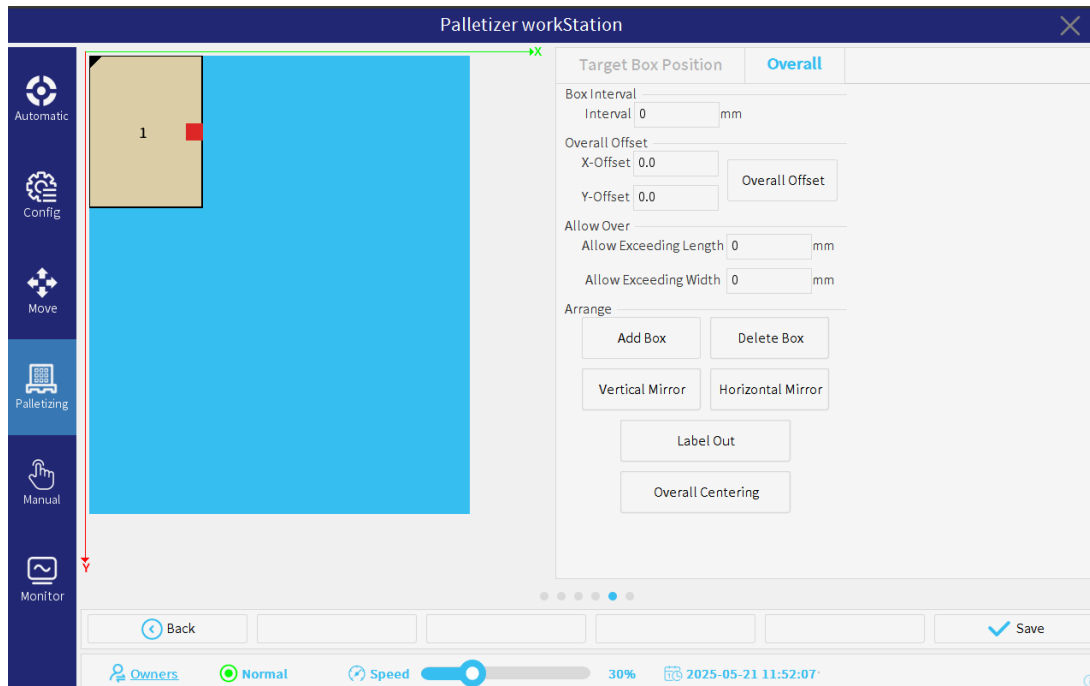 Palletizer workStation
Automatic
Config
Move
Palletizing
Manual
Monitor
X
1
Y
Target Box Position
Overall
Box Interval
Interval 0 mm
Overall Offset
X-Offset 0.0
Y-Offset 0.0
Overall Offset
Allow Over
Allow Exceeding Length 0 mm
Allow Exceeding Width 0 mm
Arrange
Add Box
Delete Box
Vertical Mirror
Horizontal Mirror
Label Out
Overall Centering
Back
Save
Owners
Normal
Speed
30%
2025-05-21 11:52:07